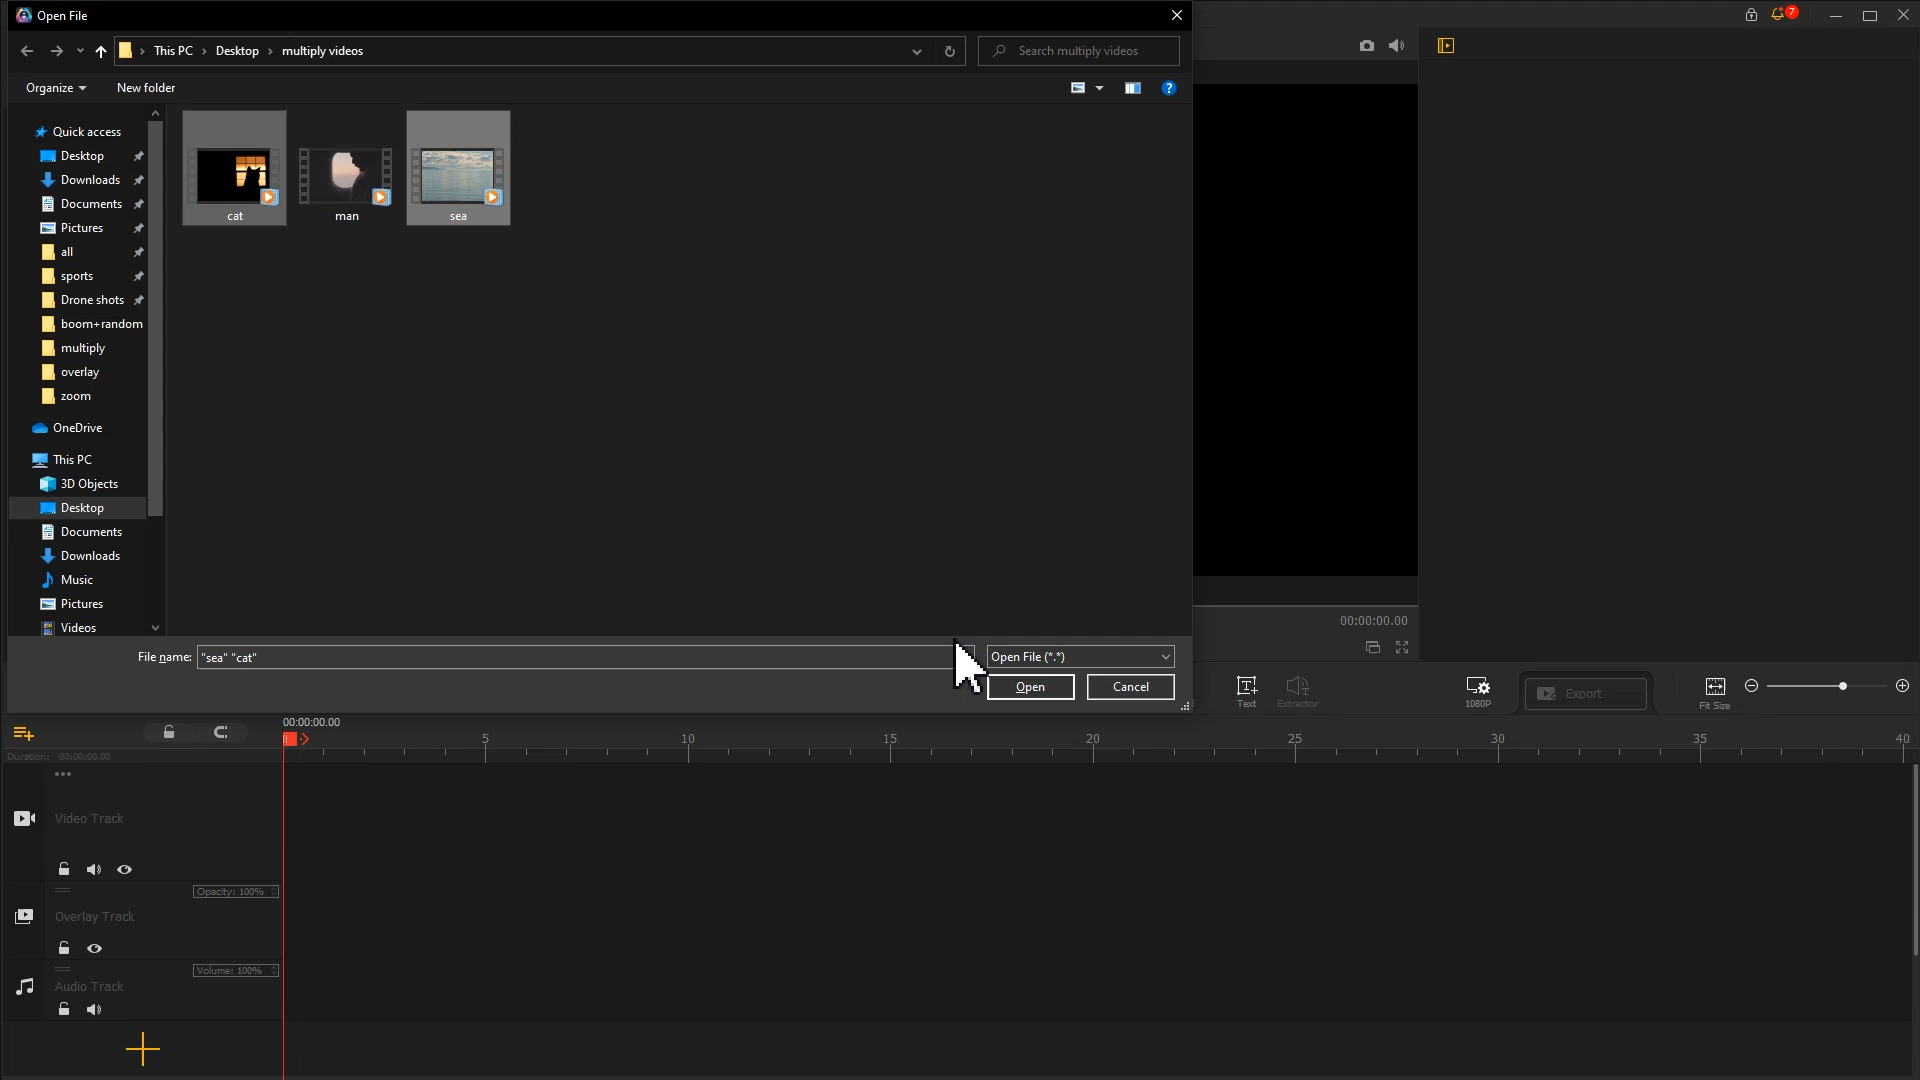 Open File
7
This PC
Desktop
multiply videos
Search multiply videos
Organize
New folder
?
Quick access
Desktop
Downloads
Documents
Pictures
all
sports
Drone shots
boom+random
multiply
overlay
zoom
OneDrive
This PC
3D Objects
Desktop
Documents
Downloads
Music
Pictures
Videos
cat
man
sea
00:00:00.00
File name:
"sea" "cat"
Open File (*.*)
Open
Cancel
Text
Extractor
1080P
Export
Fit Size
00:00:00.00
5
10
15
20
25
30
35
40
Duration: 00:00:00.00
Video Track
Opacity: 100%
Overlay Track
Volume: 100%
Audio Track